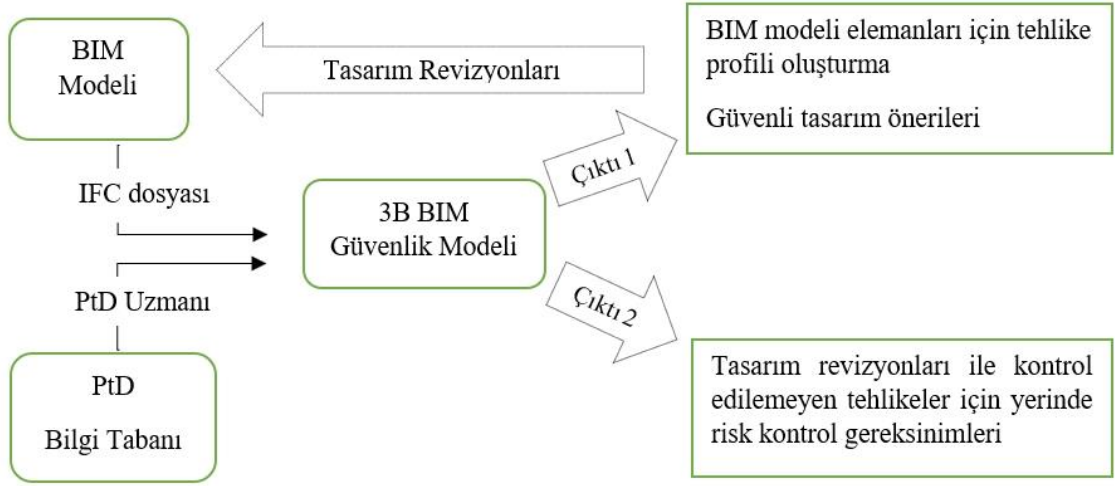 BIM
Modeli
Tasarım Revizyonları
BIM modeli elemanları için tehlike
profili oluşturma
Güvenli tasarım önerileri
IFC dosyası
Çıktı 1
3B BIM
Güvenlik Modeli
PtD Uzmanı
Çıktı 2
PtD
Bilgi Tabanı
Tasarım revizyonları ile kontrol
edilemeyen tehlikeler için yerinde
risk kontrol gereksinimleri